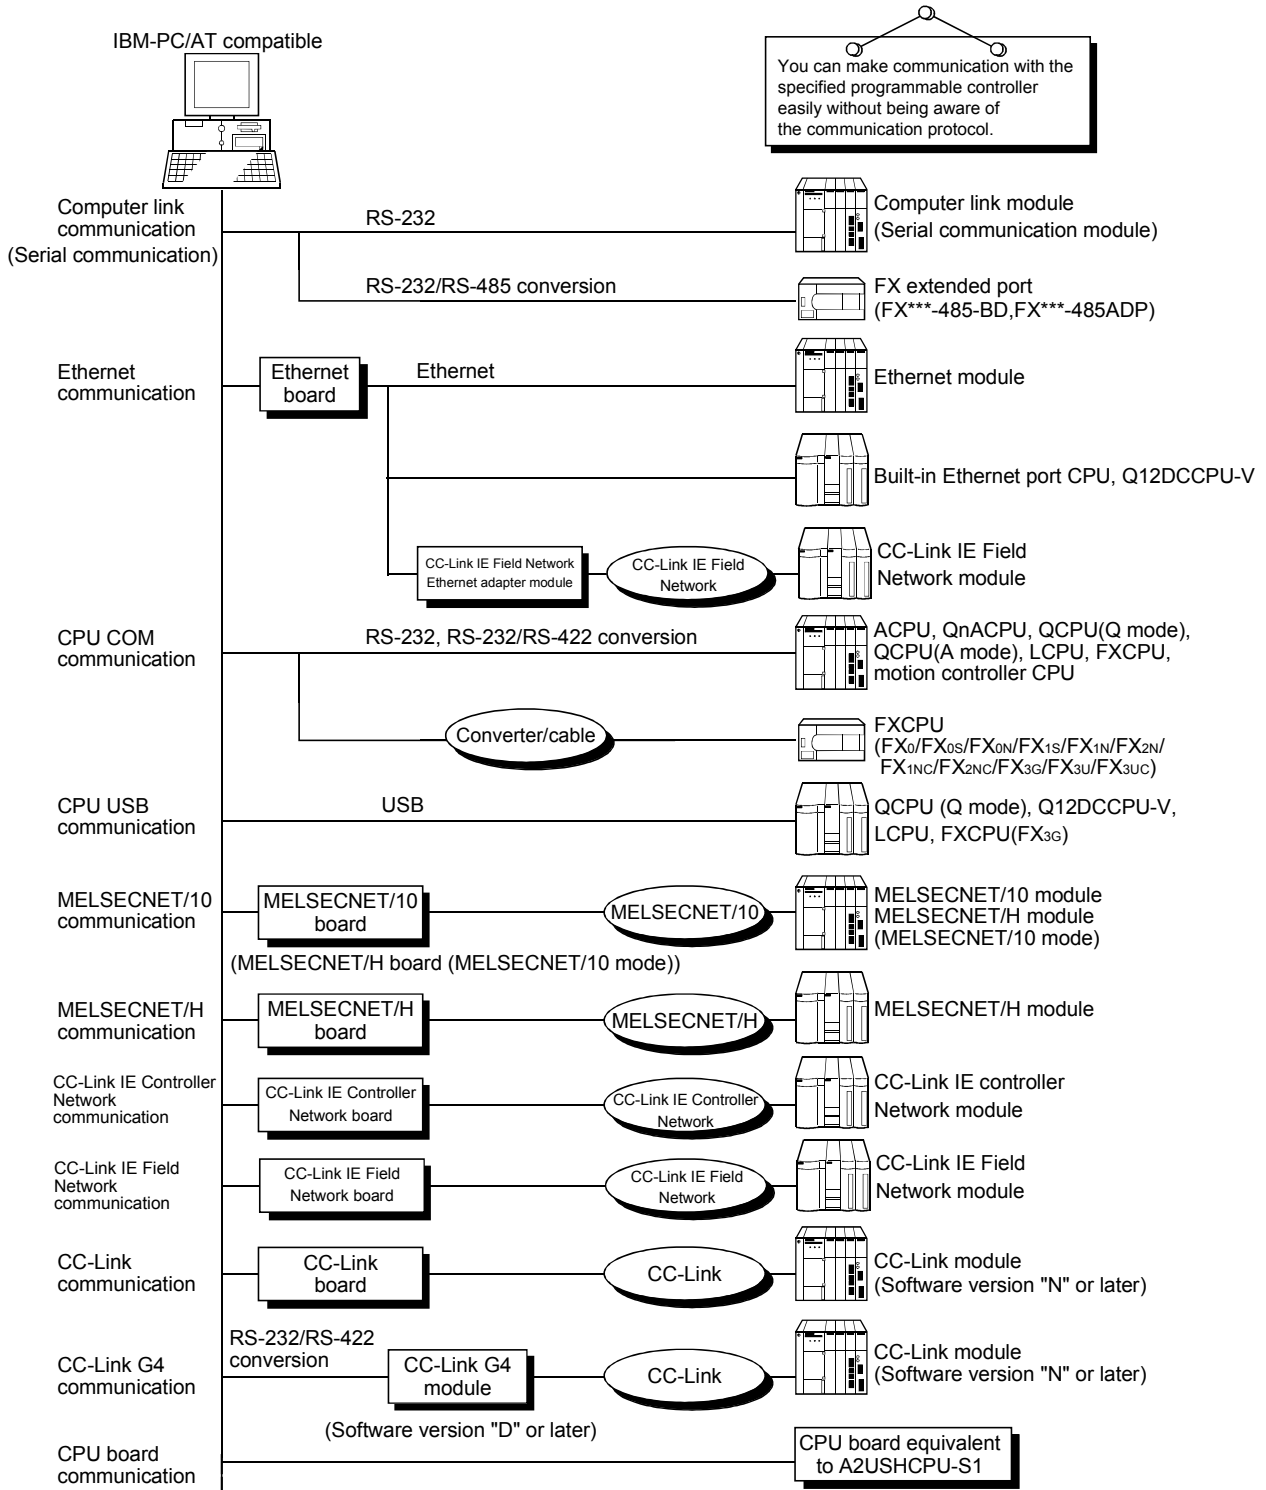 IBM-PC/AT compatible
You can make communication with the
specified programmable controller
easily without being aware of
the communication protocol.
Computer link
communication
(Serial communication)
RS-232
Computer link module
(Serial communication module)
RS-232/RS-485 conversion
FX extended port
(FX***-485-BD,FX***-485ADP)
Ethernet
communication
Ethernet
board
Ethernet
Ethernet module
Built-in Ethernet port CPU, Q12DCCPU-V
CC-Link IE Field Network
Ethernet adapter module
CC-Link IE Field
Network
CC-Link IE Field
Network module
CPU COM
communication
RS-232, RS-232/RS-422 conversion
ACPU, QnACPU, QCPU(Q mode),
QCPU(A mode), LCPU, FXCPU,
motion controller CPU
Converter/cable
FXCPU
(FX0/FX0S/FX0N/FX1S/FX1N/FX2N/
FX1NC/FX2NC/FX3G/FX3U/FX3UC)
CPU USB
communication
USB
QCPU (Q mode), Q12DCCPU-V,
LCPU, FXCPU(FX3G)
MELSECNET/10
communication
MELSECNET/10
board
(MELSECNET/H board (MELSECNET/10 mode))
MELSECNET/10
MELSECNET/10 module
MELSECNET/H module
(MELSECNET/10 mode)
MELSECNET/H
communication
MELSECNET/H
board
MELSECNET/H
MELSECNET/H module
CC-Link IE Controller
Network
communication
CC-Link IE Controller
Network board
CC-Link IE Controller
Network
CC-Link IE controller
Network module
CC-Link IE Field
Network
communication
CC-Link IE Field
Network board
CC-Link IE Field
Network
CC-Link IE Field
Network module
CC-Link
communication
CC-Link
board
CC-Link
CC-Link module
(Software version "N" or later)
CC-Link G4
communication
RS-232/RS-422
conversion
CC-Link G4
module
(Software version "D" or later)
CC-Link
CC-Link module
(Software version "N" or later)
CPU board
communication
CPU board equivalent
to A2USHCPU-S1